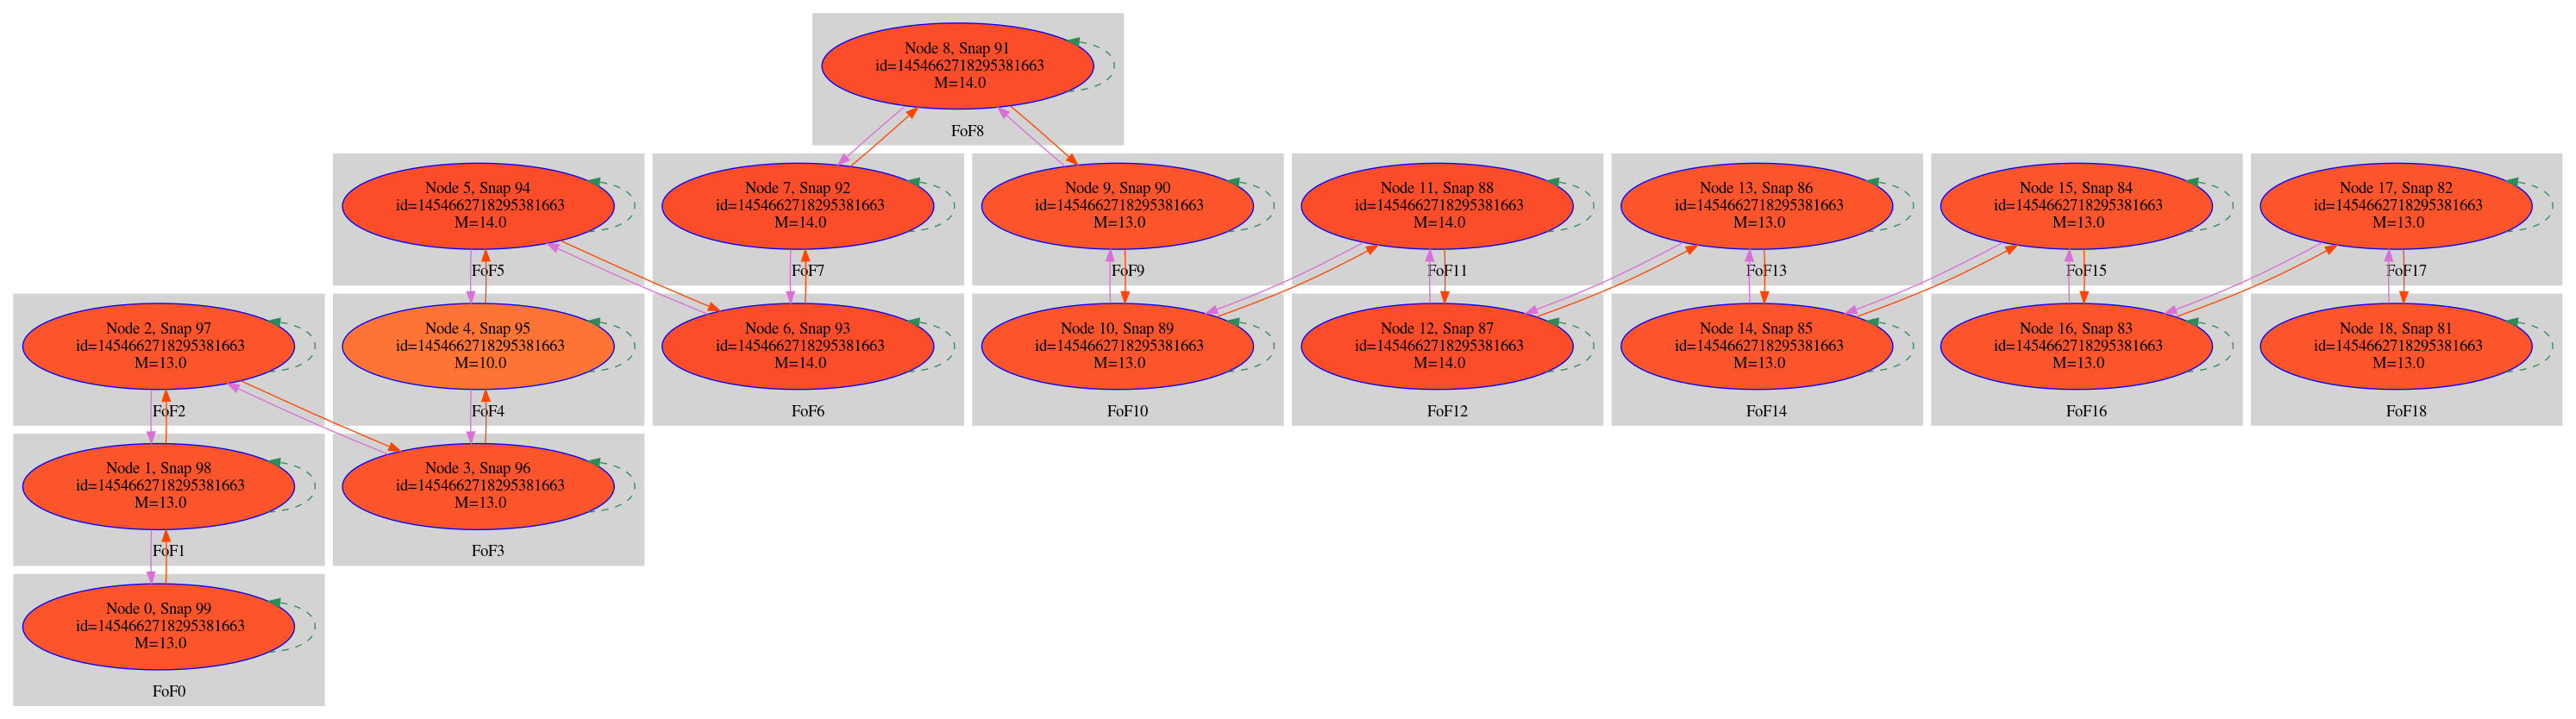 Node 8, Snap 91
id=1454662718295381663
M=14.0
FoF8
Node 5, Snap 94
id=1454662718295381663
M=14.0
FoF5
Node 7, Snap 92
id=1454662718295381663
M=14.0
FoF7
Node 9, Snap 90
id=1454662718295381663
M=13.0
FoF9
Node 11, Snap 88
id=1454662718295381663
M=14.0
FoF11
Node 13, Snap 86
id=1454662718295381663
M=13.0
FoF13
Node 15, Snap 84
id=1454662718295381663
M=13.0
FoF15
Node 17, Snap 82
id=1454662718295381663
M=13.0
FoF17
Node 2, Snap 97
id=1454662718295381663
M=13.0
FoF2
Node 4, Snap 95
id=1454662718295381663
M=10.0
FoF4
Node 6, Snap 93
id=1454662718295381663
M=14.0
FoF6
Node 10, Snap 89
id=1454662718295381663
M=13.0
FoF10
Node 12, Snap 87
id=1454662718295381663
M=14.0
FoF12
Node 14, Snap 85
id=1454662718295381663
M=13.0
FoF14
Node 16, Snap 83
id=1454662718295381663
M=13.0
FoF16
Node 18, Snap 81
id=1454662718295381663
M=13.0
FoF18
Node 1, Snap 98
id=1454662718295381663
M=13.0
FoF1
Node 3, Snap 96
id=1454662718295381663
M=13.0
FoF3
Node 0, Snap 99
id=1454662718295381663
M=13.0
FoF0